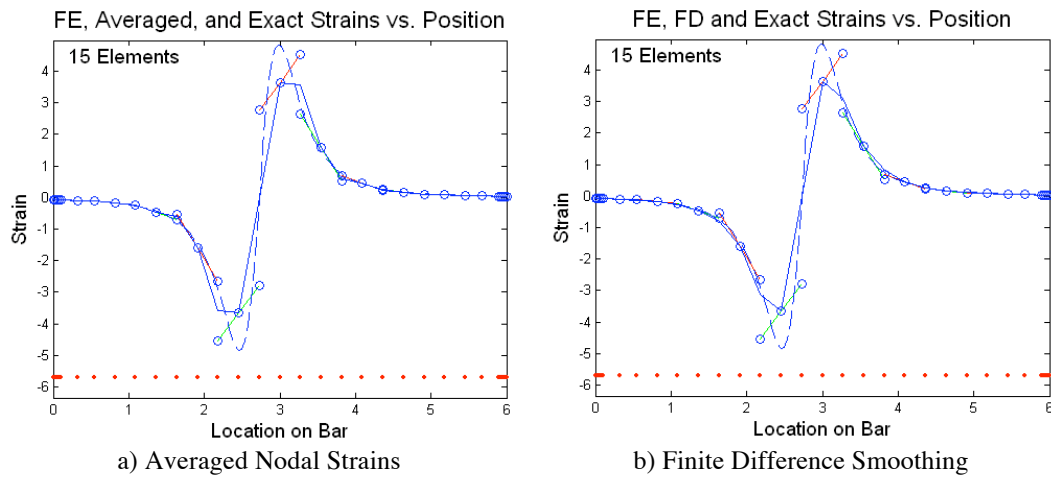 FE, Averaged, and Exact Strains vs. Position
15 Elements
4
3
2
1
0
-1
-2
-3
-4
-5
-6
Strain
0 1 2 3 4 5 6
Location on Bar
a) Averaged Nodal Strains
FE, FD and Exact Strains vs. Position
15 Elements
4
3
2
1
0
-1
-2
-3
-4
-5
-6
Strain
0 1 2 3 4 5 6
Location on Bar
b) Finite Difference Smoothing